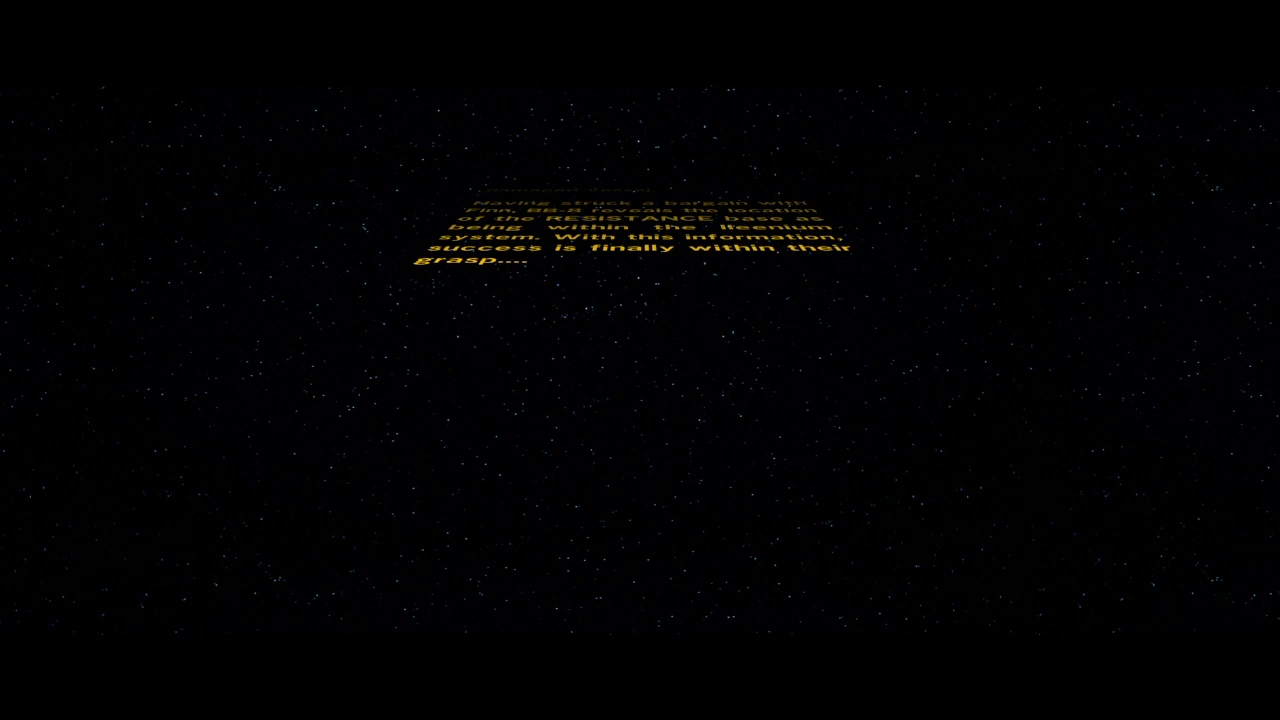 Having struck a bargain with
Finn, BB-8 reveals the location
of the RESISTANCE base as
being within the Ileenium
system. With this information,
success is finally within their
grasp....